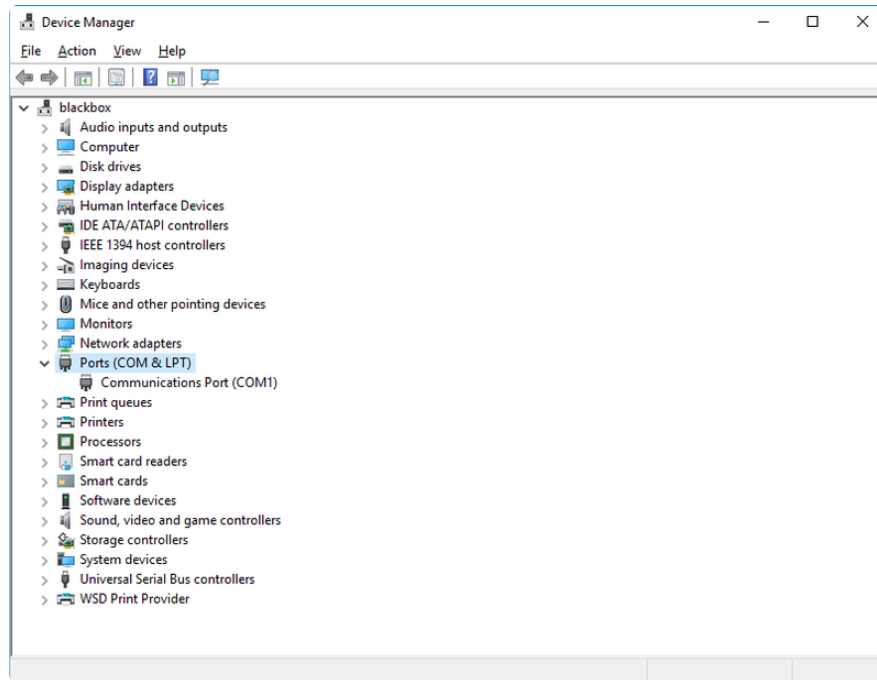 Device Manager
File Action View Help
blackbox
Audio inputs and outputs
Computer
Disk drives
Display adapters
Human Interface Devices
IDE ATA/ATAPI controllers
IEEE 1394 host controllers
Imaging devices
Keyboards
Mice and other pointing devices
Monitors
Network adapters
Ports (COM & LPT)
Communications Port (COM1)
Print queues
Printers
Processors
Smart card readers
Smart cards
Software devices
Sound, video and game controllers
Storage controllers
System devices
Universal Serial Bus controllers
WSD Print Provider